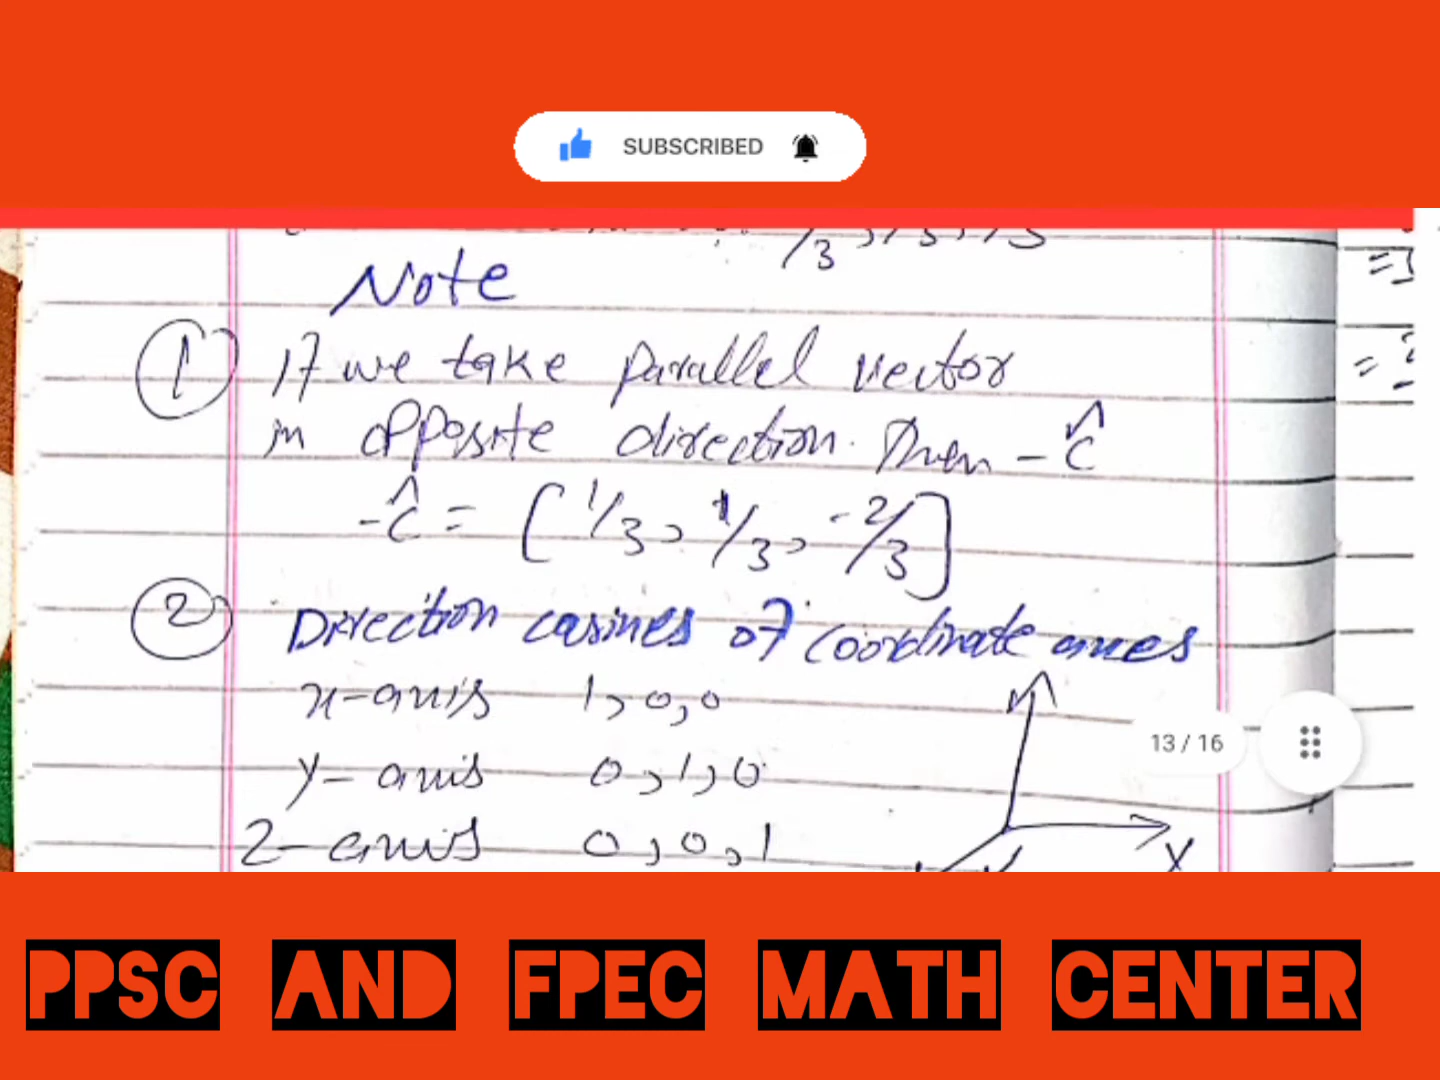 SUBSCRIBED
Note
① If we take parallel vector
in opposite direction. Then - ĉ
-ĉ = [1/3, 1/3, -2/3]
② Direction cosines of coordinate axes
x-axis 1,0,0
y-axis 0,1,0
13 / 16
z-axis 0,0,1
X
PPSC AND FPEC MATH CENTER